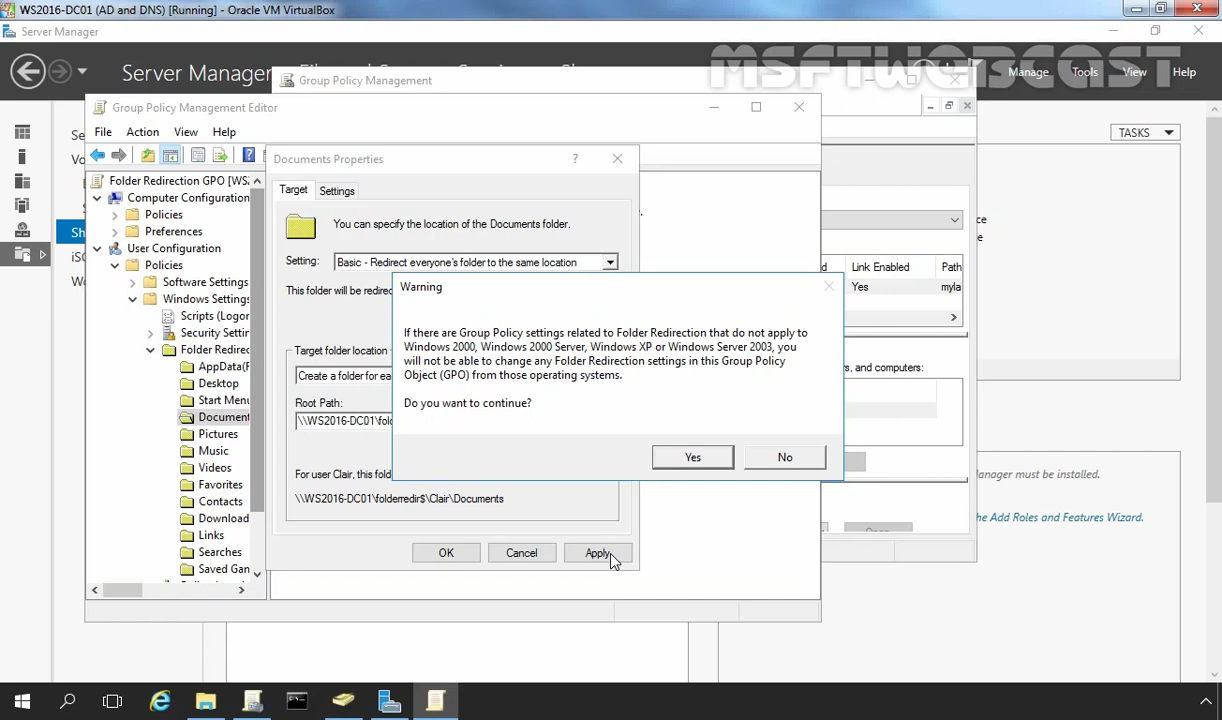 WS2016-DC01 (AD and DNS) [Running] - Oracle VM VirtualBox
Server Manager
Server Manager
MSFTWEBCAST
Manage
Tools
View
Help
Group Policy Management
Group Policy Management Editor
File
Action
View
Help
TASKS
Folder Redirection GPO [WS2
Computer Configuration
Policies
Preferences
User Configuration
Policies
Software Settings
Windows Settings
Scripts (Logon
Security Settin
Folder Redirec
AppData(R
Desktop
Start Menu
Document
Pictures
Music
Videos
Favorites
Contacts
Download
Links
Searches
Saved Gam
Documents Properties
?
Target
Settings
You can specify the location of the Documents folder.
Setting:
Basic - Redirect everyone's folder to the same location
This folder will be redirec
Target folder location
Create a folder for ea
Root Path:
\\WS2016-DC01\fol
For user Clair, this fold
\\WS2016-DC01\folderredir$\Clair\Documents
OK
Cancel
Apply
Warning
If there are Group Policy settings related to Folder Redirection that do not apply to
Windows 2000, Windows 2000 Server, Windows XP or Windows Server 2003, you
will not be able to change any Folder Redirection settings in this Group Policy
Object (GPO) from those operating systems.
Do you want to continue?
Yes
No
Link Enabled
Path
Yes
myla
s, and computers:
nager must be installed.
he Add Roles and Features Wizard.